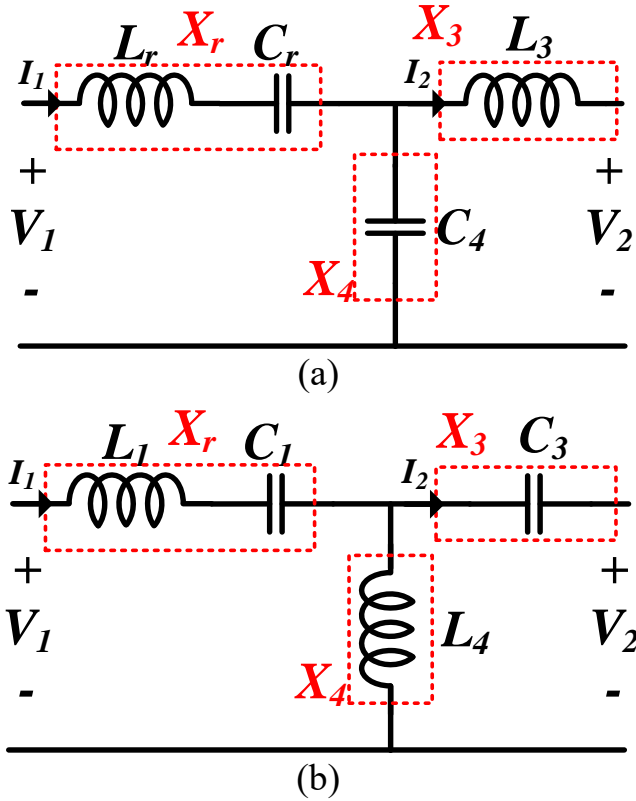 Xr X3
Lr Cr L3
I1 I2
+ +
V1 C4 V2
- X4 -
(a)
Xr X3
L1 C1 C3
I1 I2
+ +
V1 L4 V2
- X4 -
(b)